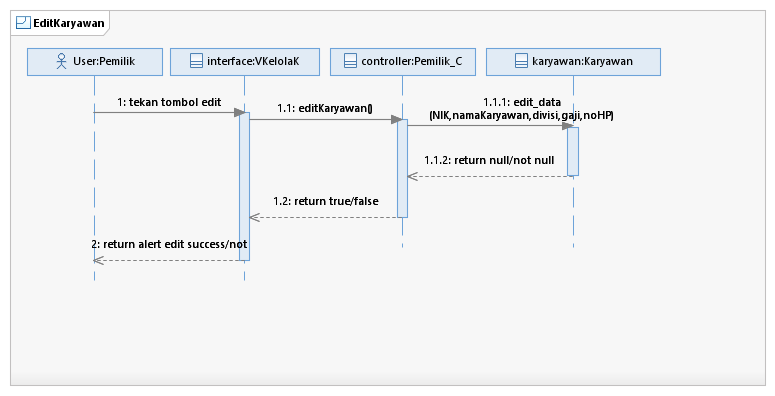 EditKaryawan
User:Pemilik
interface:VKelolaK
controller:Pemilik_C
karyawan:Karyawan
1: tekan tombol edit
1.1: editKaryawan()
1.1.1: edit_data
(NIK,namaKaryawan,divisi,gaji,noHP)
1.1.2: return null/not null
1.2: return true/false
2: return alert edit success/not